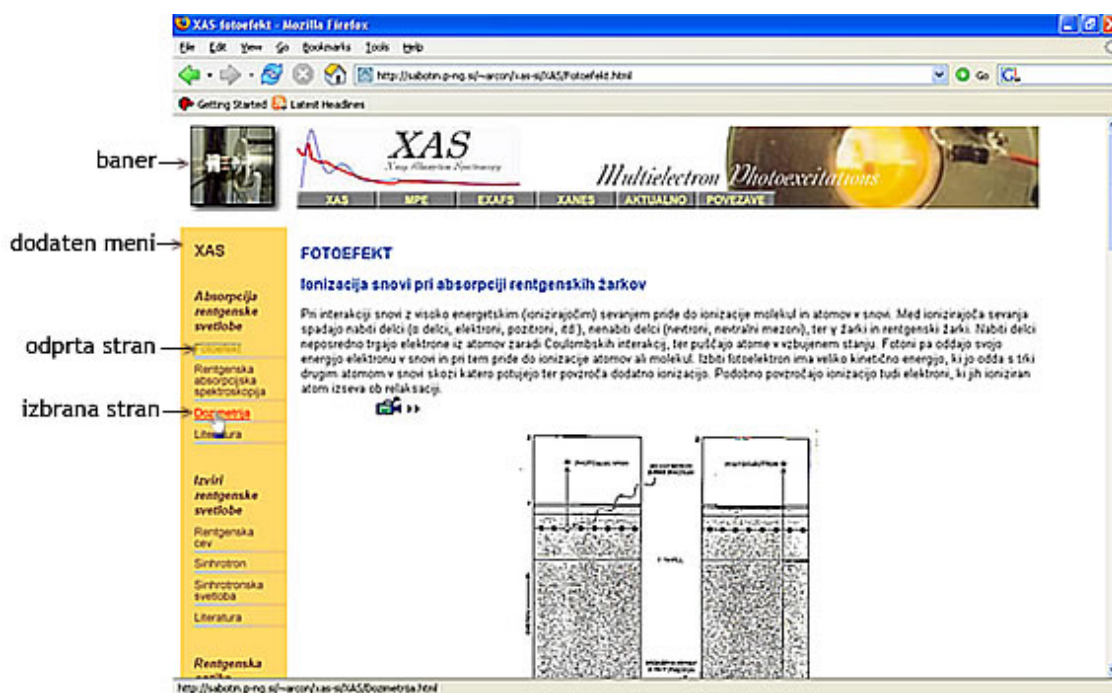 XAS fotoefekt - Mozilla Firefox
File Edit View Go Bookmarks Tools Help
http://sabotin.p-ng.si/~arcon/xas-si/XAS/Fotoefekt.html
Go
Getting Started Latest Headlines
baner
XAS
X-ray Absorption Spectroscopy
Multielectron Photoexcitations
XAS MPE EXAFS XANES AKTUALNO POVEZAVE
dodaten meni
XAS
Absorpcija
rentgenske
svetlobe
odprta stran
Fotoefekt
Rentgenska
absorpcijska
spektroskopija
izbrana stran
Dozimetrija
Literatura
Izviri
rentgenske
svetlobe
Rentgenska
cev
Sinhrotron
Sinhrotronska
svetloba
Literatura
Rentgenska
FOTOEFEKT
Ionizacija snovi pri absorpciji rentgenskih žarkov
Pri interakciji snovi z visoko energetskim (ionizirajočim) sevanjem pride do ionizacije molekul in atomov v snovi. Med ionizirajoča sevanja
spadajo nabiti delci (α delci, elektroni, pozitroni, itd.), nenabiti delci (nevtroni, nevtralni mezoni), ter γ žarki in rentgenski žarki. Nabiti delci
neposredno trgajo elektrone iz atomov zaradi Coulombskih interakcij, ter puščajo atome v vzbujenem stanju. Fotoni pa oddajo svojo
energijo elektronu v snovi in pri tem pride do ionizacije atomov ali molekul. Izbiti fotoelektron ima veliko kinetično energijo, ki jo odda s trki
drugim atomom v snovi skozi katero potujejo ter povzroča dodatno ionizacijo. Podobno povzročajo ionizacijo tudi elektroni, ki jih ioniziran
atom izseva ob relaksaciji.
http://sabotin.p-ng.si/~arcon/xas-si/XAS/Dozimetrija.html